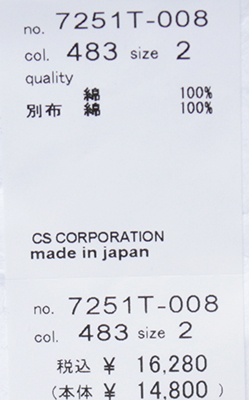 no. 7251T-008
col. 483 size 2
quality
綿 100%
別布 綿 100%
CS CORPORATION
made in japan
no. 7251T-008
col. 483 size 2
税込 ¥ 16,280
(本体 ¥ 14,800 )